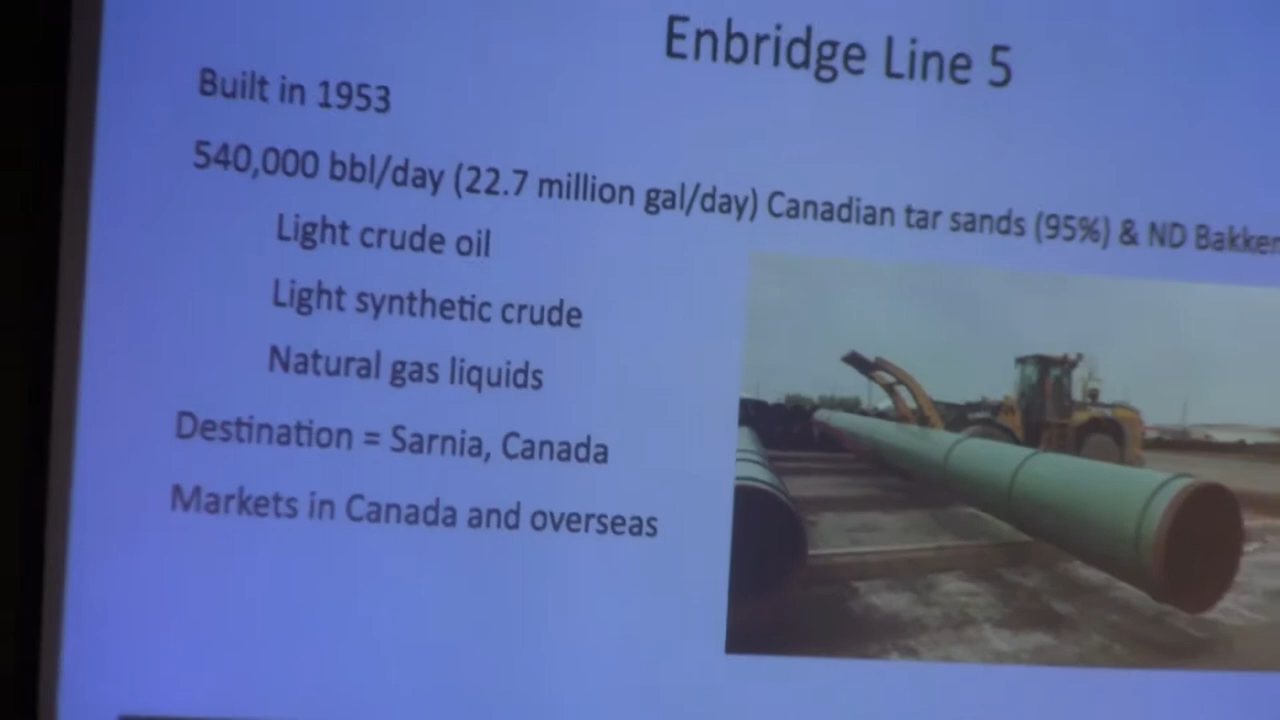 Enbridge Line 5
Built in 1953
540,000 bbl/day (22.7 million gal/day) Canadian tar sands (95%) & ND Bakken
Light crude oil
Light synthetic crude
Natural gas liquids
Destination = Sarnia, Canada
Markets in Canada and overseas